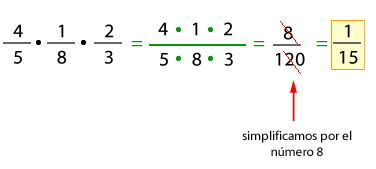 4/5 • 1/8 • 2/3 = 4 • 1 • 2 / 5 • 8 • 3 = 8/120 = 1/15
simplificamos por el
número 8